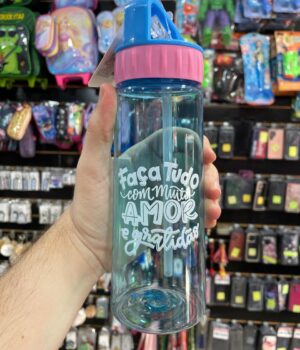 Faça Tudo
com muito
AMOR
e gratidão